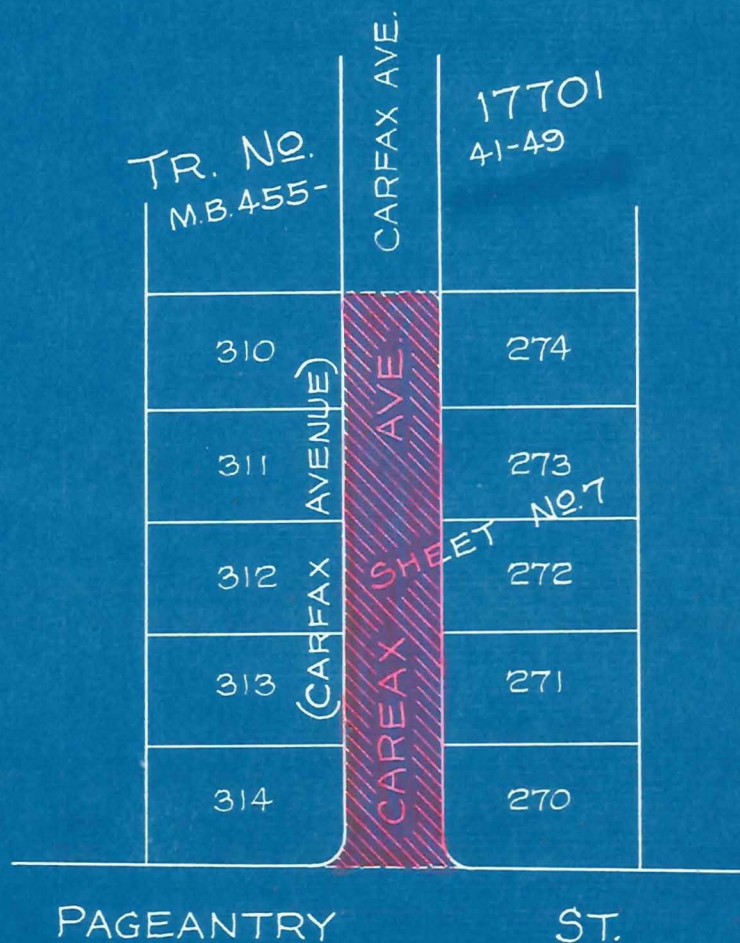 CARFAX AVE.
TR. NO. 17701
M.B. 455- 41-49
310
274
311
273
312
272
313
271
314
270
(CARFAX AVENUE)
CAREAX AVE.
SHEET NO. 7
PAGEANTRY ST.